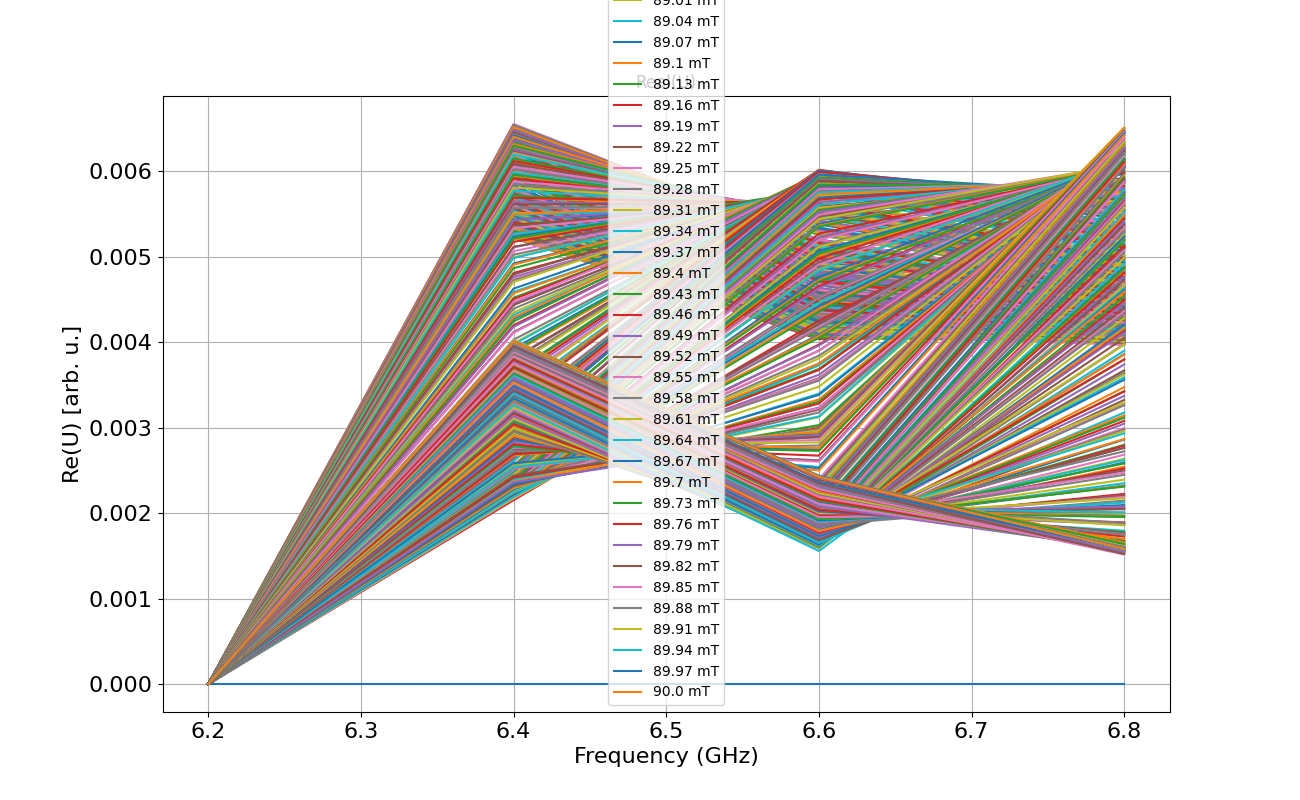 89.01 mT
89.04 mT
89.07 mT
89.1 mT
89.13 mT
89.16 mT
89.19 mT
89.22 mT
89.25 mT
89.28 mT
89.31 mT
89.34 mT
89.37 mT
89.4 mT
89.43 mT
89.46 mT
89.49 mT
89.52 mT
89.55 mT
89.58 mT
89.61 mT
89.64 mT
89.67 mT
89.7 mT
89.73 mT
89.76 mT
89.79 mT
89.82 mT
89.85 mT
89.88 mT
89.91 mT
89.94 mT
89.97 mT
90.0 mT
Re(U) [arb. u.]
0.006
0.005
0.004
0.003
0.002
0.001
0.000
6.2 6.3 6.4 6.5 6.6 6.7 6.8
Frequency (GHz)